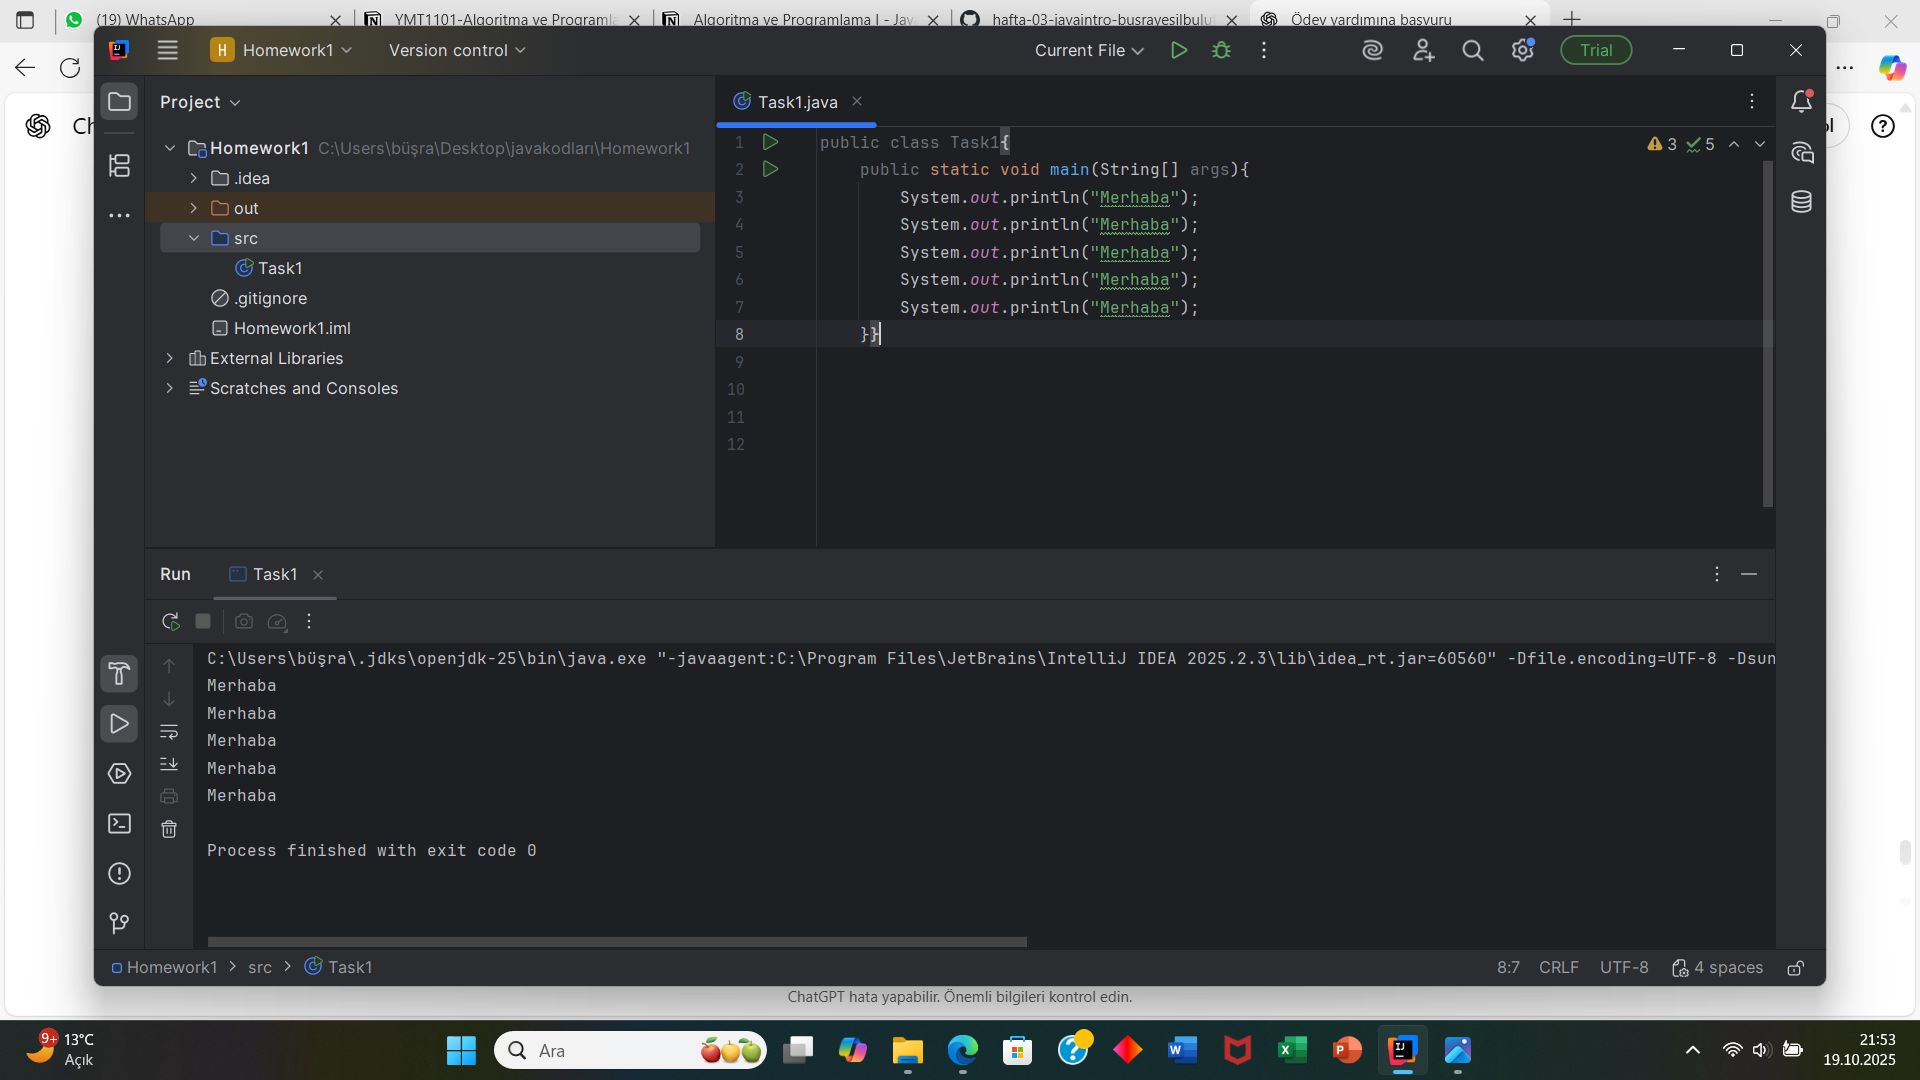 (19) WhatsApp
YMT1101-Algoritma ve Programla
Algoritma ve Programlama I - Jav
hafta-03-javaintro-busrayesilbulut
Ödev yardımına başvuru
H Homework1
Version control
Current File
Trial
Project
Task1.java
Homework1 C:\Users\büşra\Desktop\javakodları\Homework1
.idea
out
src
Task1
.gitignore
Homework1.iml
External Libraries
Scratches and Consoles
3 5
1 public class Task1{
2 public static void main(String[] args){
3 System.out.println("Merhaba");
4 System.out.println("Merhaba");
5 System.out.println("Merhaba");
6 System.out.println("Merhaba");
7 System.out.println("Merhaba");
8 }}
9
10
11
12
Run Task1
C:\Users\büşra\.jdks\openjdk-25\bin\java.exe "-javaagent:C:\Program Files\JetBrains\IntelliJ IDEA 2025.2.3\lib\idea_rt.jar=60560" -Dfile.encoding=UTF-8 -Dsun
Merhaba
Merhaba
Merhaba
Merhaba
Merhaba
Process finished with exit code 0
Homework1 > src > Task1
8:7 CRLF UTF-8 4 spaces
ChatGPT hata yapabilir. Önemli bilgileri kontrol edin.
9+ 13°C
Açık
Ara
21:53
19.10.2025